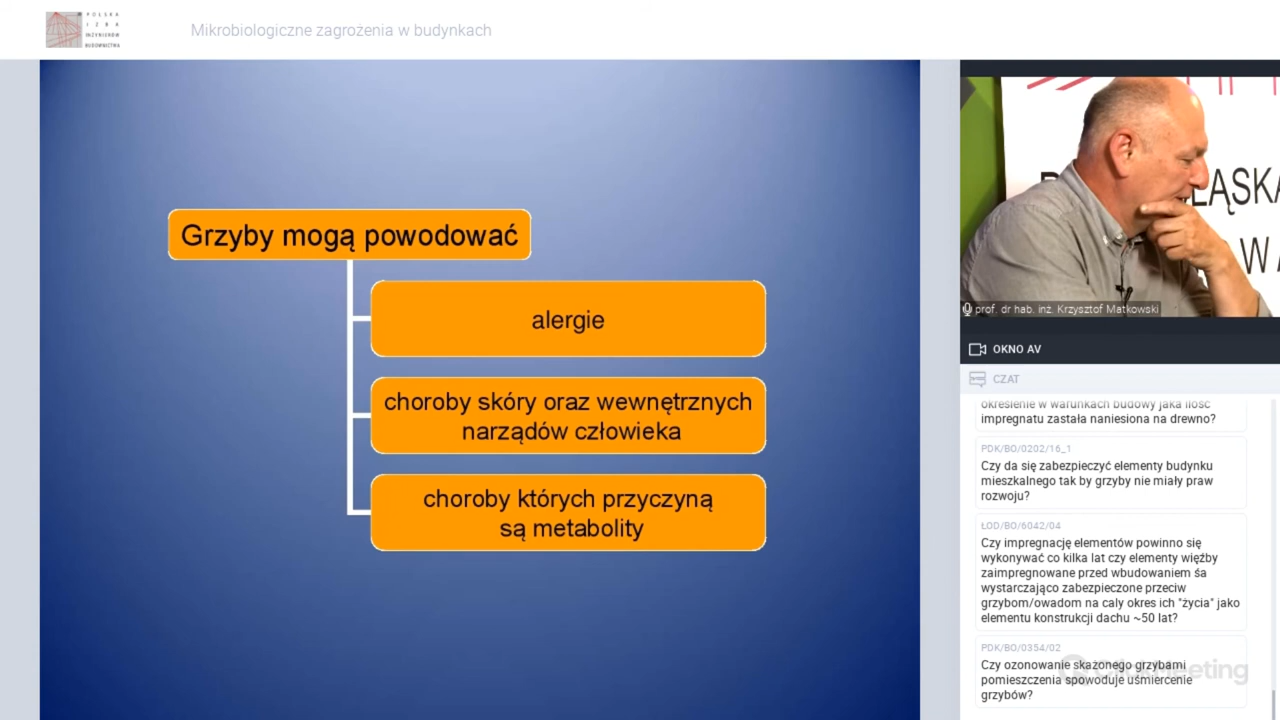 POLSKA
IZBA
INŻYNIERÓW
BUDOWNICTWA
Mikrobiologiczne zagrożenia w budynkach
Grzyby mogą powodować
alergie
choroby skóry oraz wewnętrznych
narządów człowieka
choroby których przyczyną
są metabolity
ĄSKA
W
prof. dr hab. inż. Krzysztof Matkowski
OKNO AV
CZAT
określenie w warunkach budowy jaka ilość
impregnatu zastała naniesiona na drewno?
PDK/BO/0202/16_1
Czy da się zabezpieczyć elementy budynku
mieszkalnego tak by grzyby nie miały praw
rozwoju?
ŁOD/BO/6042/04
Czy impregnację elementów powinno się
wykonywać co kilka lat czy elementy więźby
zaimpregnowane przed wbudowaniem śa
wystarczająco zabezpieczone przeciw
grzybom/owadom na caly okres ich "życia" jako
elementu konstrukcji dachu ~50 lat?
PDK/BO/0354/02
Czy ozonowanie skażonego grzybami
pomieszczenia spowoduje uśmiercenie
grzybów?
ClickMeeting